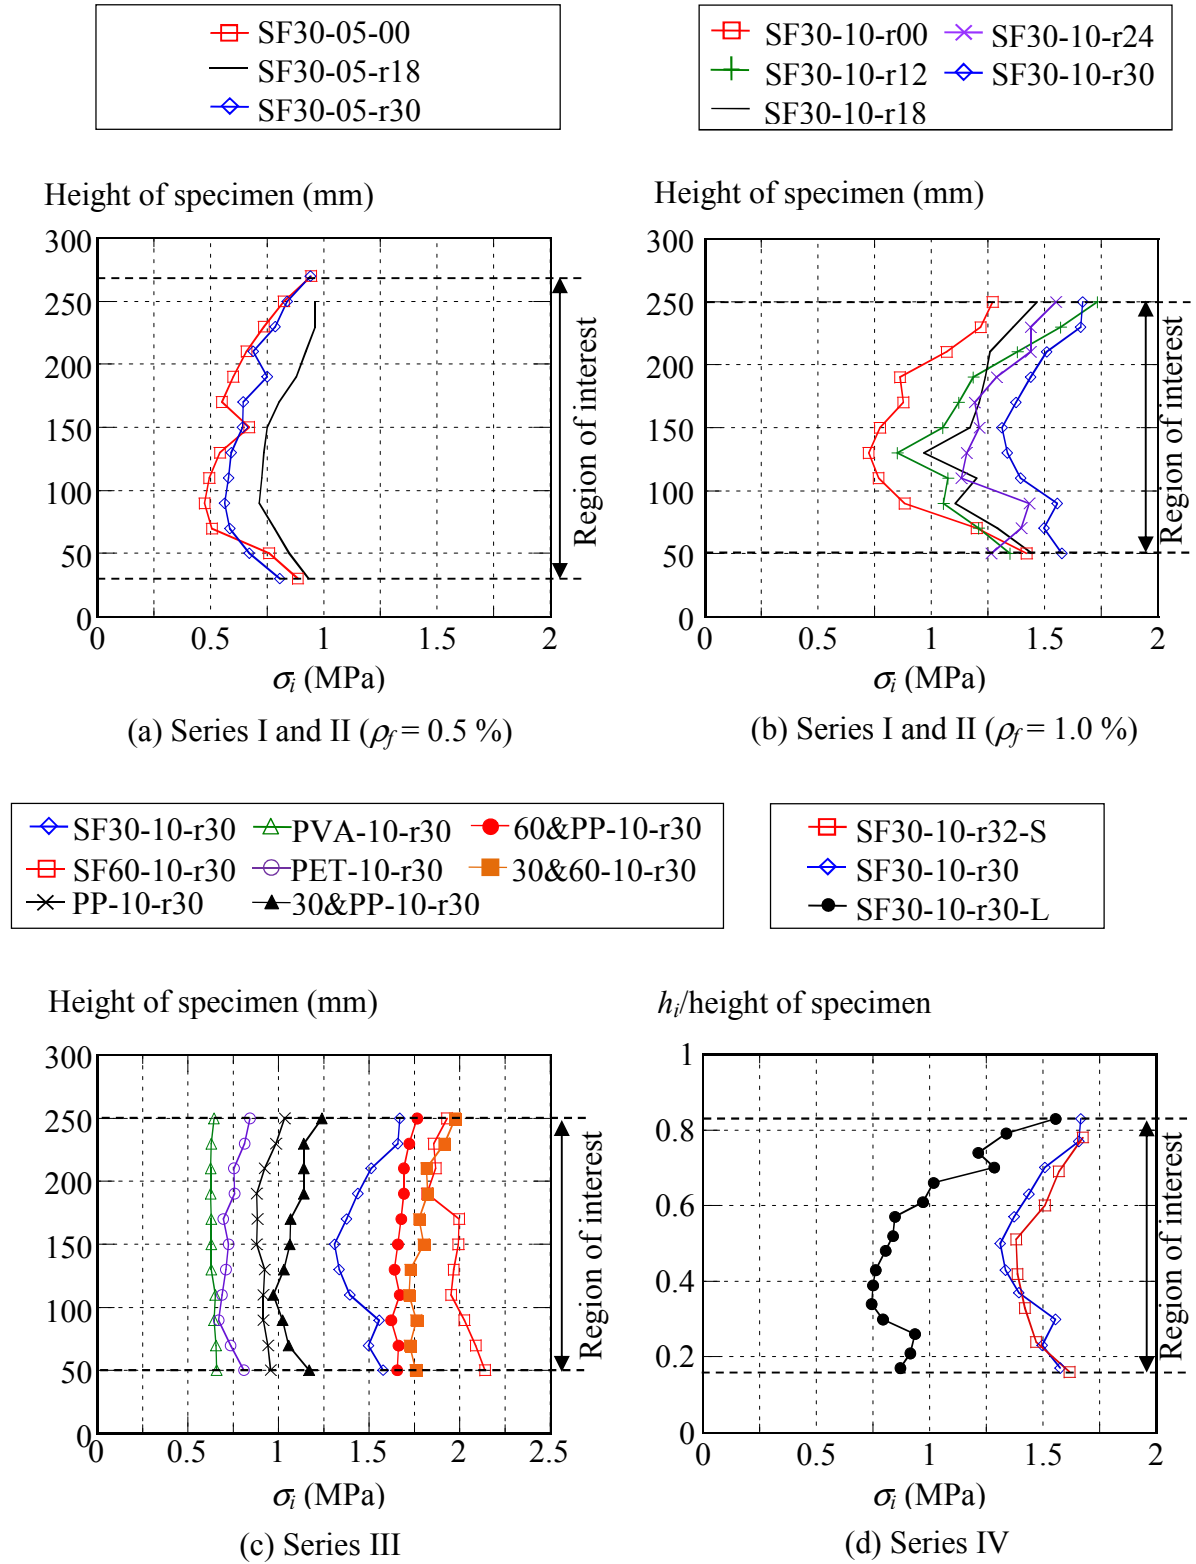 SF30-05-00
SF30-05-r18
SF30-05-r30
SF30-10-r00
SF30-10-r24
SF30-10-r12
SF30-10-r30
SF30-10-r18
Height of specimen (mm)
300
250
200
150
100
50
0
0 0.5 1 1.5 2
Region of interest
σi (MPa)
(a) Series I and II (ρf = 0.5 %)
Height of specimen (mm)
300
250
200
150
100
50
0
0 0.5 1 1.5 2
Region of interest
σi (MPa)
(b) Series I and II (ρf = 1.0 %)
SF30-10-r30 PVA-10-r30 60&PP-10-r30
SF60-10-r30 PET-10-r30 30&60-10-r30
PP-10-r30 30&PP-10-r30
SF30-10-r32-S
SF30-10-r30
SF30-10-r30-L
Height of specimen (mm)
300
250
200
150
100
50
0
0 0.5 1 1.5 2 2.5
Region of interest
σi (MPa)
(c) Series III
hi/height of specimen
1
0.8
0.6
0.4
0.2
0
0 0.5 1 1.5 2
Region of interest
σi (MPa)
(d) Series IV